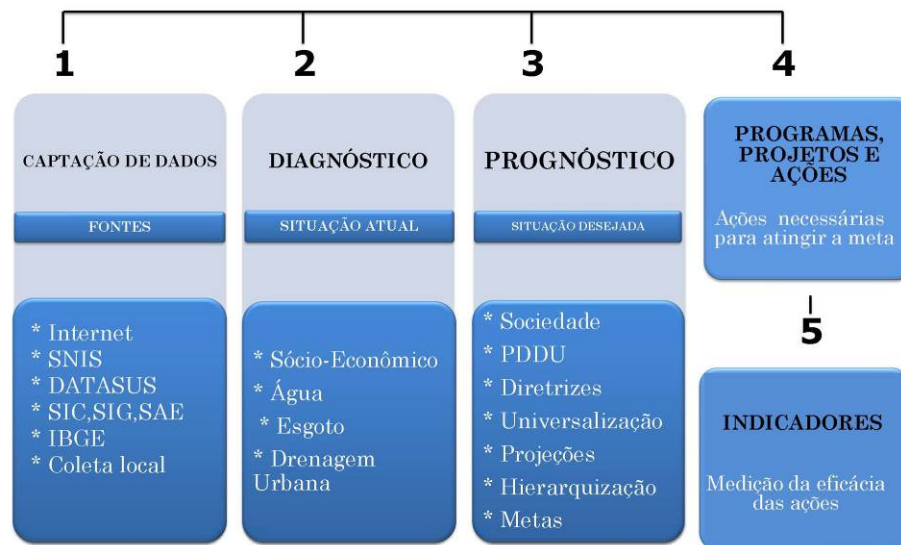 1
2
3
4
CAPTAÇÃO DE DADOS
FONTES
* Internet
* SNIS
* DATASUS
* SIC,SIG,SAE
* IBGE
* Coleta local
DIAGNÓSTICO
SITUAÇÃO ATUAL
* Sócio-Econômico
* Água
* Esgoto
* Drenagem
Urbana
PROGNÓSTICO
SITUAÇÃO DESEJADA
* Sociedade
* PDDU
* Diretrizes
* Universalização
* Projeções
* Hierarquização
* Metas
PROGRAMAS,
PROJETOS E
AÇÕES
Ações necessárias
para atingir a meta
5
INDICADORES
Medição da eficácia
das ações